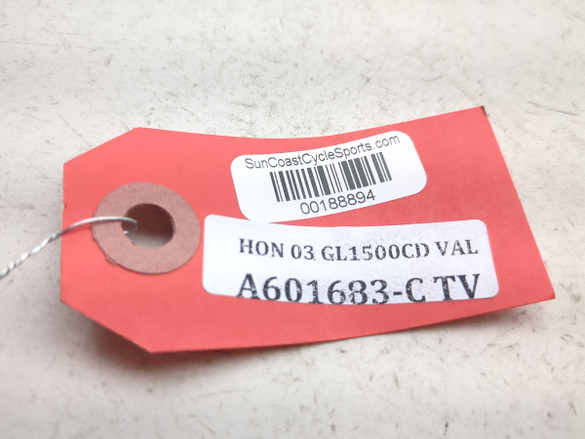 SunCoastCycleSports.com
00188894
HON 03 GL1500CD VAL
A601683-C TV